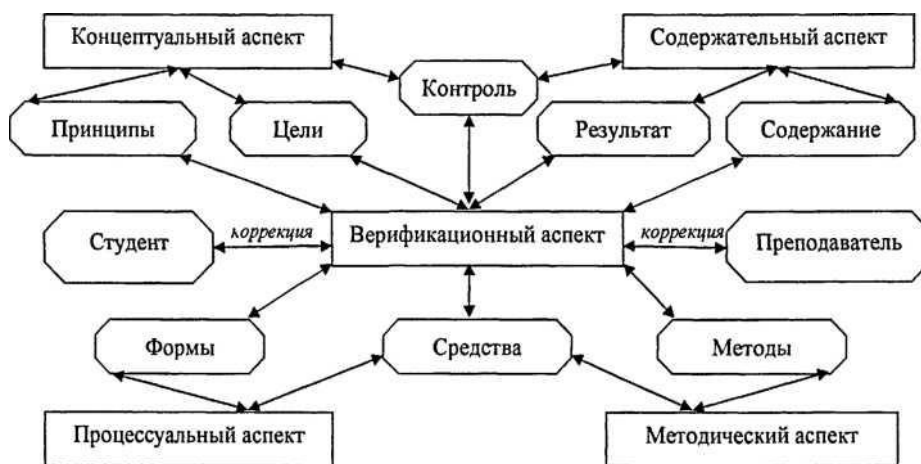 Концептуальный аспект
Содержательный аспект
Контроль
Принципы
Цели
Результат
Содержание
Студент
коррекция
Верификационный аспект
коррекция
Преподаватель
Формы
Средства
Методы
Процессуальный аспект
Методический аспект